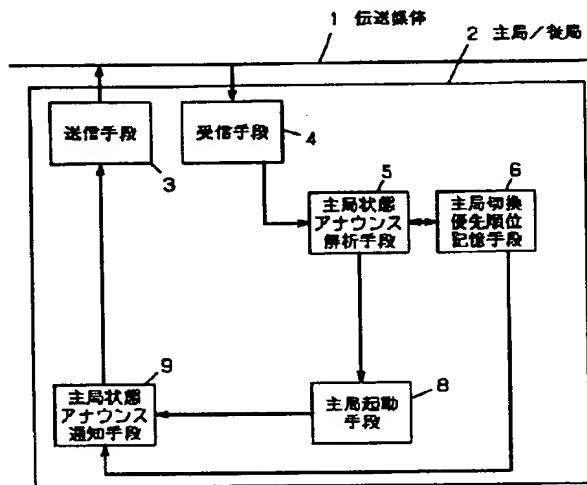 1 伝送媒体
2 主局/従局
送信手段
3
受信手段
4
5
主局状態
アナウンス
解析手段
6
主局切換
優先順位
記憶手段
9
主局状態
アナウンス
通知手段
主局起動
手段
8